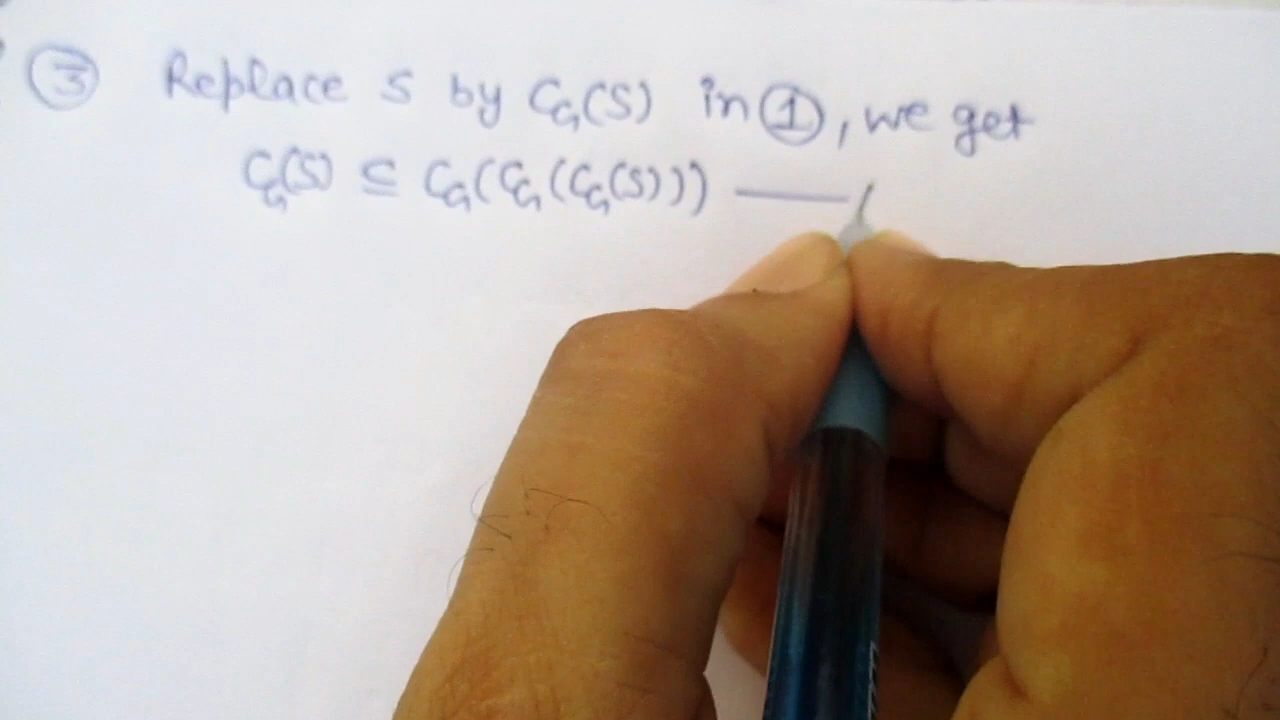 ③ Replace S by C_G(S) in ①, we get
C_G(S) ⊆ C_G(C_G(C_G(S))) —